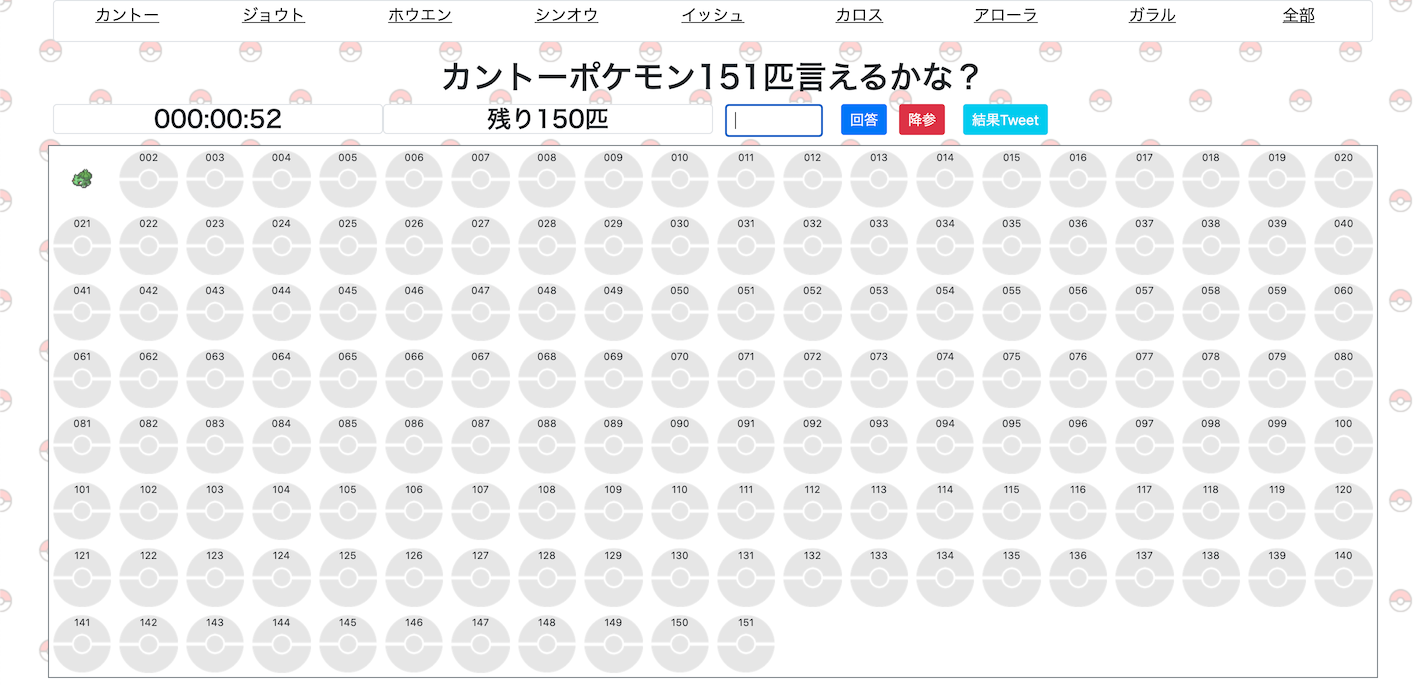 カントー ジョウト ホウエン シンオウ イッシュ カロス アローラ ガラル 全部
カントーポケモン151匹言えるかな？
000:00:52 残り150匹 回答 降参 結果Tweet
002 003 004 005 006 007 008 009 010 011 012 013 014 015 016 017 018 019 020
021 022 023 024 025 026 027 028 029 030 031 032 033 034 035 036 037 038 039 040
041 042 043 044 045 046 047 048 049 050 051 052 053 054 055 056 057 058 059 060
061 062 063 064 065 066 067 068 069 070 071 072 073 074 075 076 077 078 079 080
081 082 083 084 085 086 087 088 089 090 091 092 093 094 095 096 097 098 099 100
101 102 103 104 105 106 107 108 109 110 111 112 113 114 115 116 117 118 119 120
121 122 123 124 125 126 127 128 129 130 131 132 133 134 135 136 137 138 139 140
141 142 143 144 145 146 147 148 149 150 151